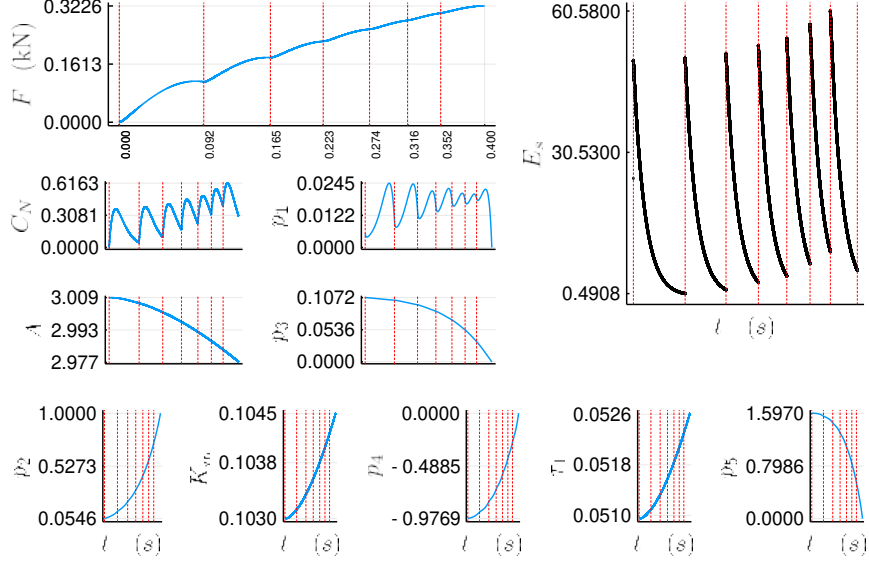 0.3226
0.1613
0.0000
F (kN)
0.000
0.092
0.165
0.223
0.274
0.316
0.352
0.400
60.5800
30.5300
0.4908
E_s
t (s)
0.6163
0.3081
0.0000
C_N
0.0245
0.0122
0.0000
p_1
3.009
2.993
2.977
A
0.1072
0.0536
0.0000
p_3
1.0000
0.5273
0.0546
p_2
t (s)
0.1045
0.1038
0.1030
K_m
t (s)
0.0000
- 0.4885
- 0.9769
p_4
t (s)
0.0526
0.0518
0.0510
τ_1
t (s)
1.5970
0.7986
0.0000
p_5
t (s)